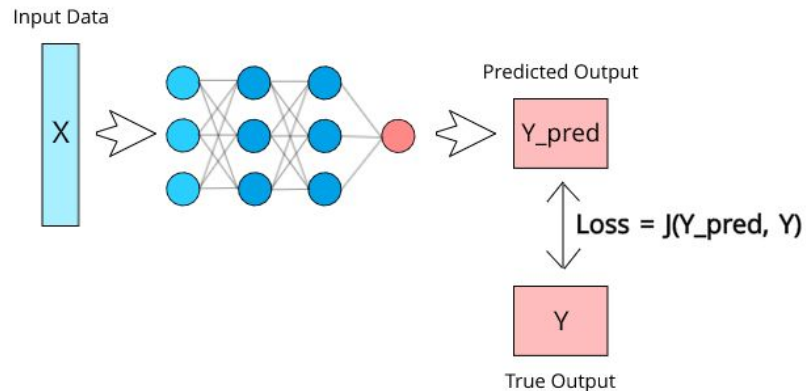 Input Data
X
Predicted Output
Y_pred
Loss = J(Y_pred, Y)
Y
True Output